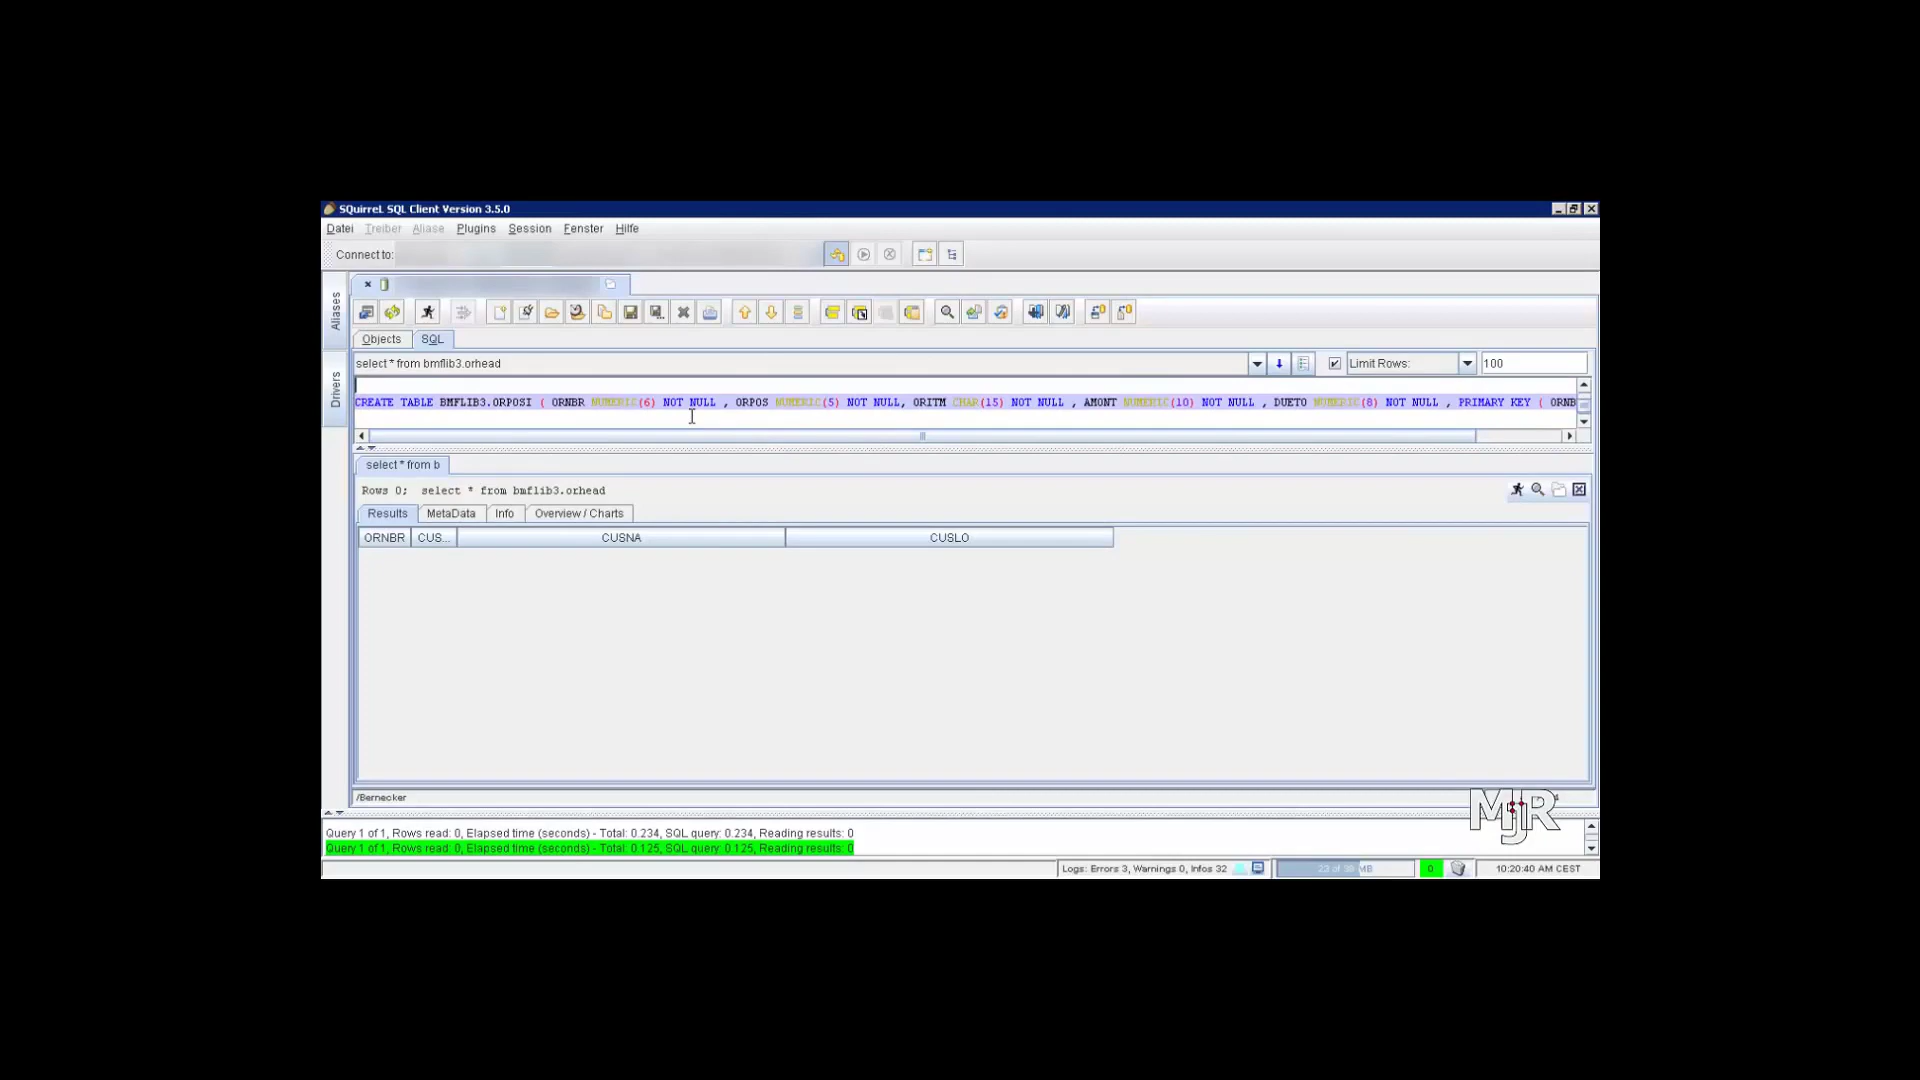 SQuirreL SQL Client Version 3.5.0
Datei Treiber Aliase Plugins Session Fenster Hilfe
Connect to:
Aliases
Drivers
Objects SQL
select * from bmflib3.orhead
Limit Rows: 100
CREATE TABLE BMFLIB3.ORPOSI ( ORNBR NUMERIC(6) NOT NULL , ORPOS NUMERIC(5) NOT NULL, ORITM CHAR(15) NOT NULL , AMONT NUMERIC(10) NOT NULL , DUETO NUMERIC(8) NOT NULL , PRIMARY KEY ( ORNB
select * from b
Rows 0; select * from bmflib3.orhead
Results MetaData Info Overview / Charts
ORNBR CUS... CUSNA CUSLO
/Bernecker
MJR
Query 1 of 1, Rows read: 0, Elapsed time (seconds) - Total: 0.234, SQL query: 0.234, Reading results: 0
Query 1 of 1, Rows read: 0, Elapsed time (seconds) - Total: 0.125, SQL query: 0.125, Reading results: 0
Logs: Errors 3, Warnings 0, Infos 32 MB 0 10:20:40 AM CEST